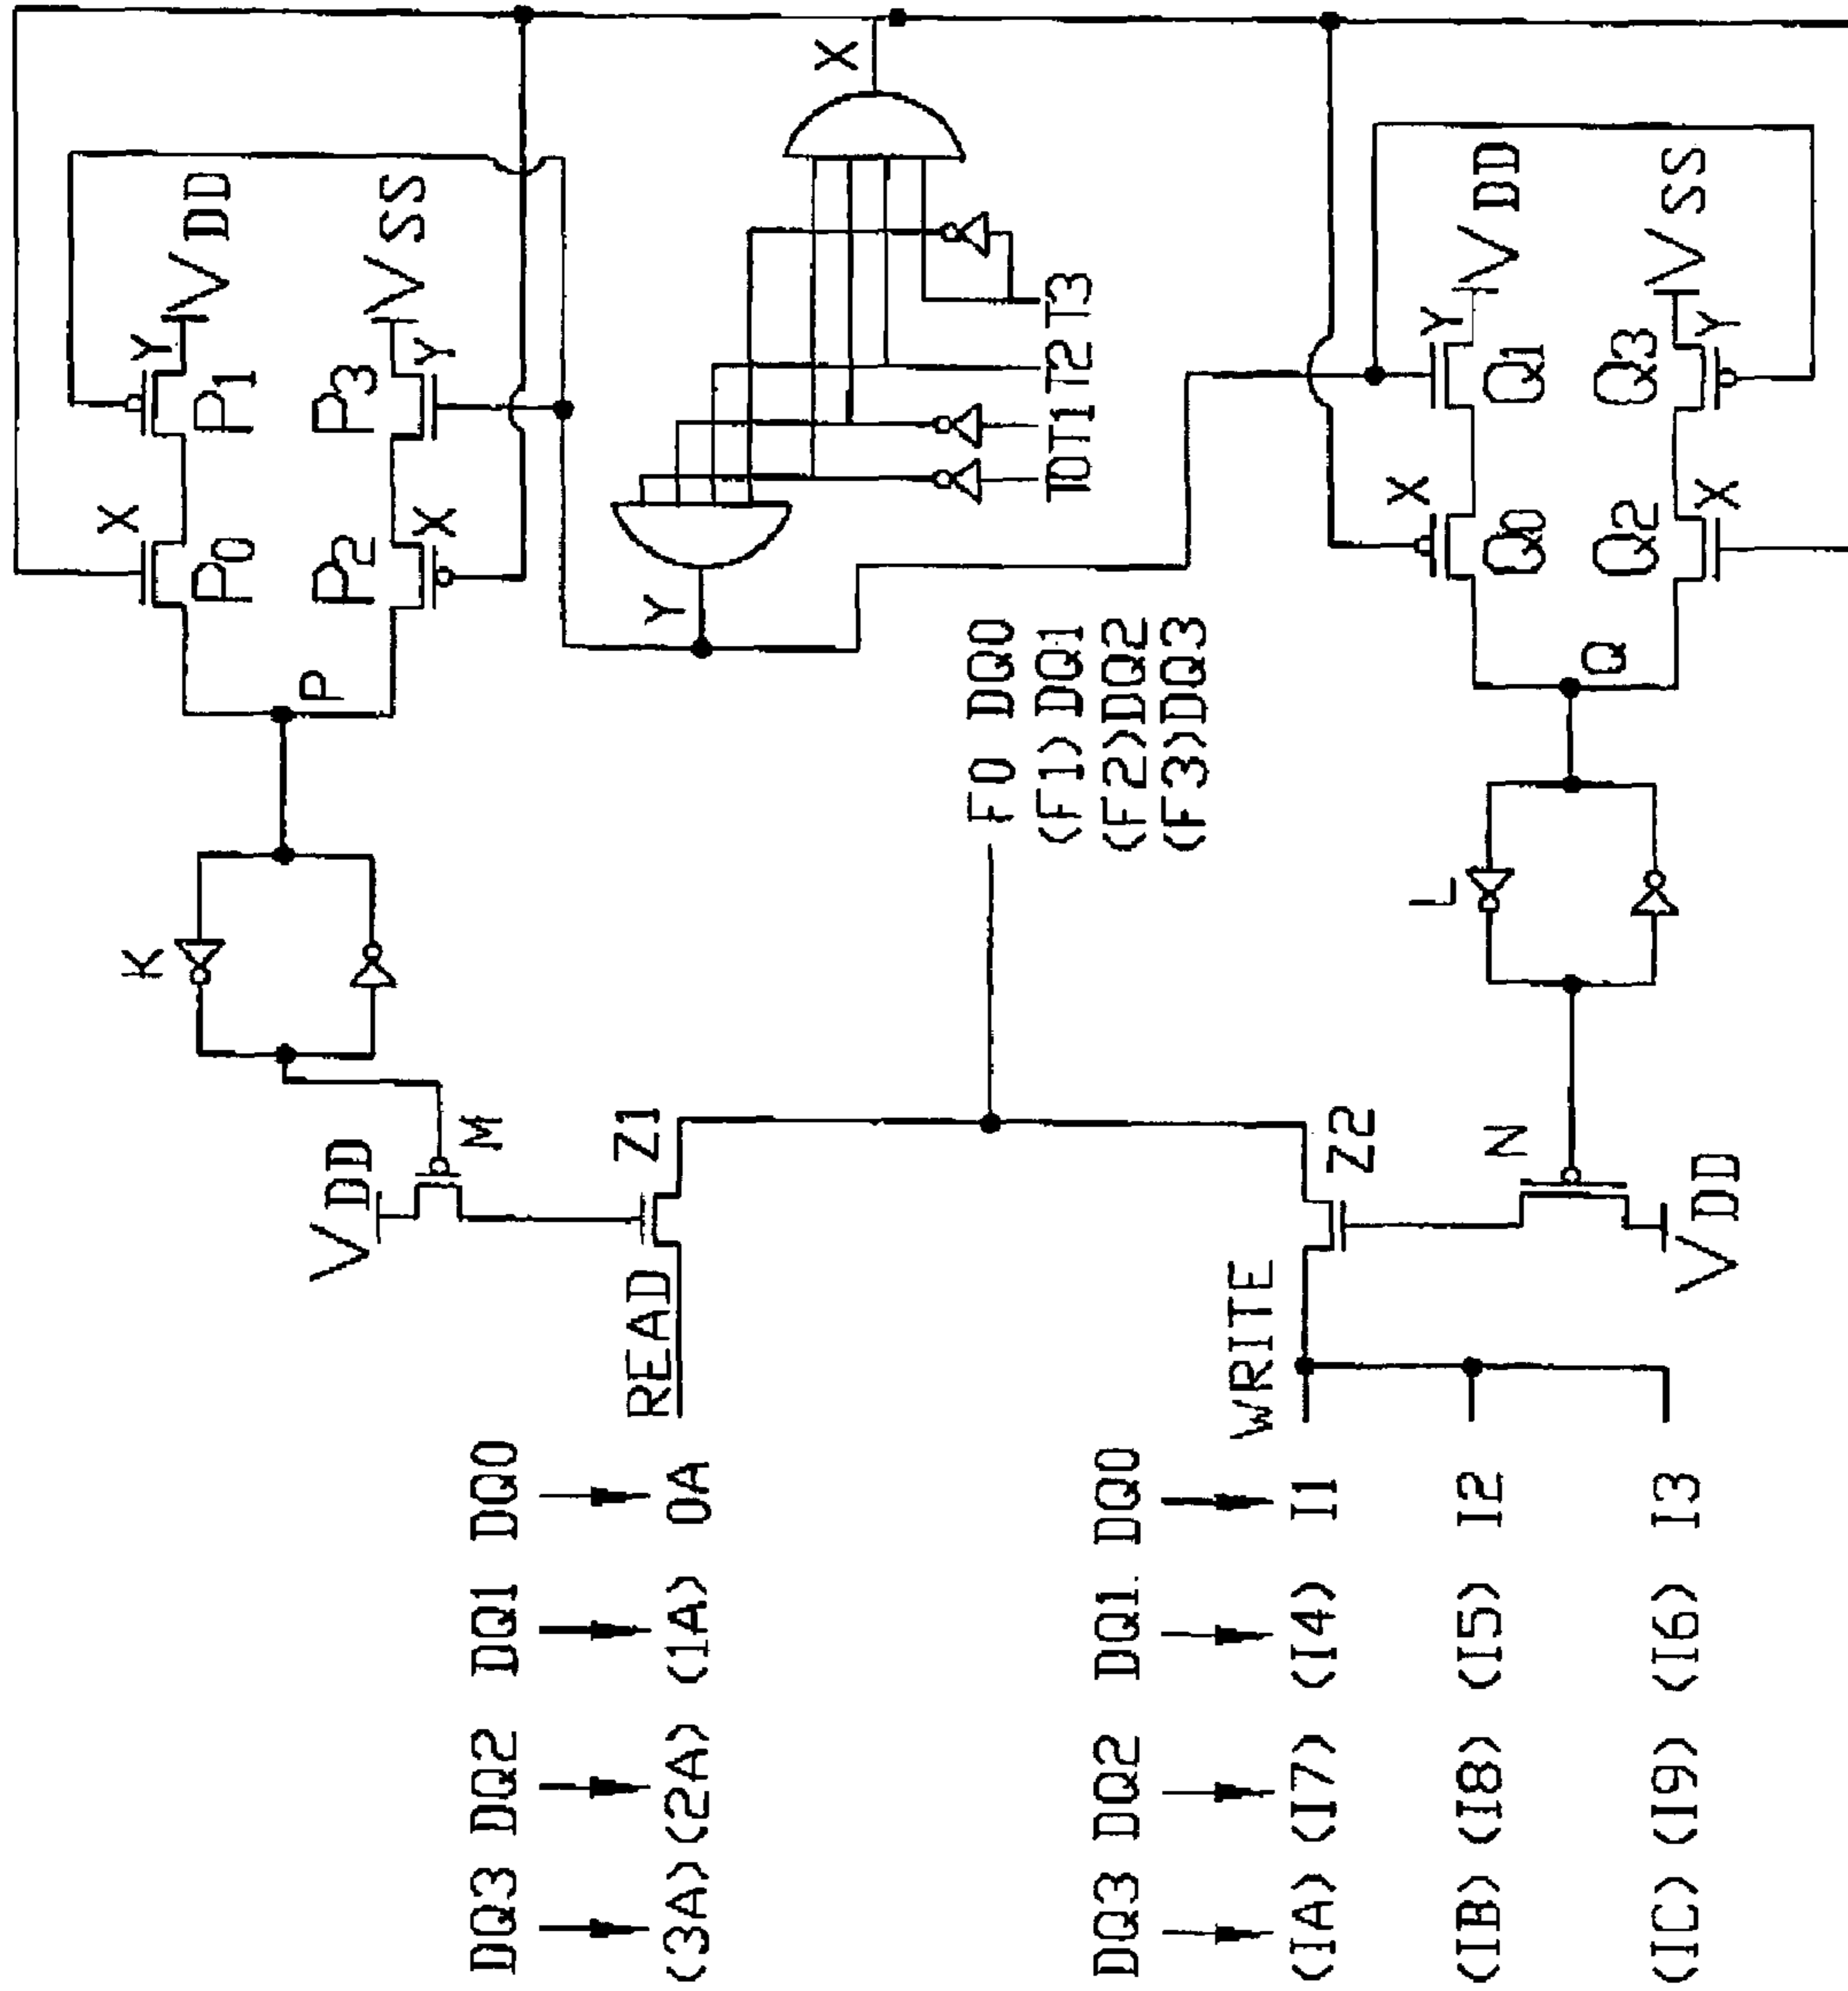 K
X
Y
VDD
P0 P1
P
VDD
P2 P3
VSS
X Y
M
DQ3 DQ2 DQ1 DQ0
Z1
READ
Y
(3A) (2A) (1A) 0A
X
F0 DQ0
(F1) DQ1
T0 T1 T2 T3
(F2) DQ2
(F3) DQ3
DQ3 DQ2 DQ1. DQ0
WRITE
(IA) (I7) (I4) I1
Z2
X
Y
L
VDD
(IB) (I8) (I5) I2
N
Q0 Q1
Q
Q2 Q3
VSS
(IC) (I9) (I6) I3
VDD
X Y